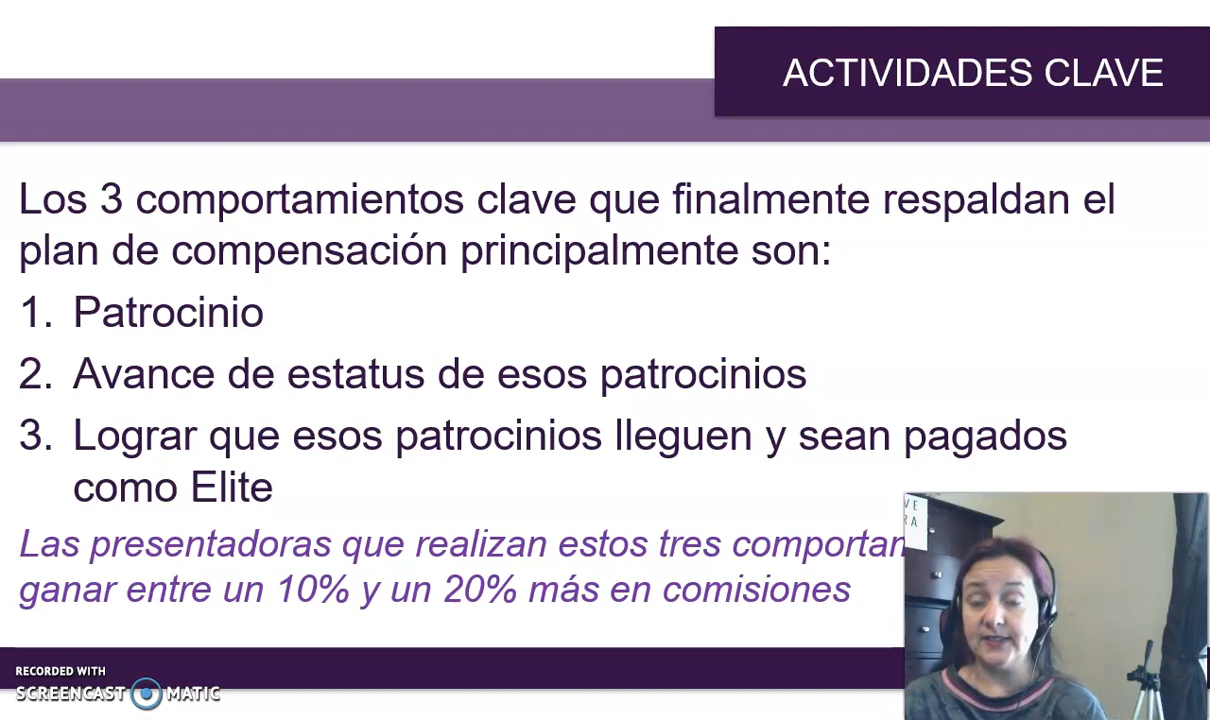 ACTIVIDADES CLAVE
Los 3 comportamientos clave que finalmente respaldan el
plan de compensación principalmente son:
1. Patrocinio
2. Avance de estatus de esos patrocinios
3. Lograr que esos patrocinios lleguen y sean pagados
como Elite
Las presentadoras que realizan estos tres
ganar entre un 10% y un 20% más en comisiones
RECORDED WITH
SCREENCAST MATIC